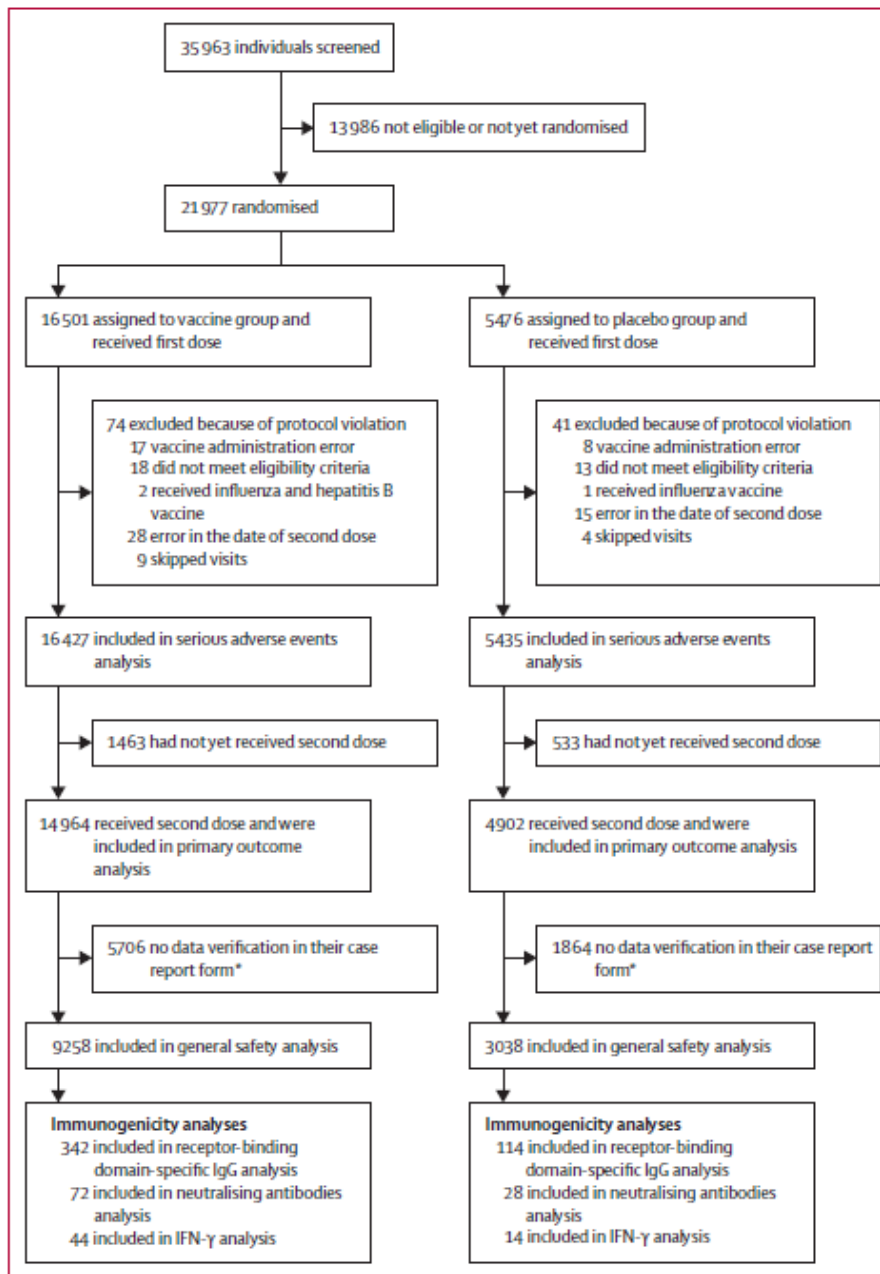 35 963 individuals screened
13 986 not eligible or not yet randomised
21 977 randomised
16 501 assigned to vaccine group and
received first dose
5476 assigned to placebo group and
received first dose
74 excluded because of protocol violation
17 vaccine administration error
18 did not meet eligibility criteria
2 received influenza and hepatitis B
vaccine
28 error in the date of second dose
9 skipped visits
41 excluded because of protocol violation
8 vaccine administration error
13 did not meet eligibility criteria
1 received influenza vaccine
15 error in the date of second dose
4 skipped visits
16 427 included in serious adverse events
analysis
5435 included in serious adverse events
analysis
1463 had not yet received second dose
533 had not yet received second dose
14 964 received second dose and were
included in primary outcome
analysis
4902 received second dose and were
included in primary outcome analysis
5706 no data verification in their case
report form*
1864 no data verification in their case report
form*
9258 included in general safety analysis
3038 included in general safety analysis
Immunogenicity analyses
342 included in receptor-binding
domain-specific IgG analysis
72 included in neutralising antibodies
analysis
44 included in IFN-γ analysis
Immunogenicity analyses
114 included in receptor-binding
domain-specific IgG analysis
28 included in neutralising antibodies
analysis
14 included in IFN-γ analysis